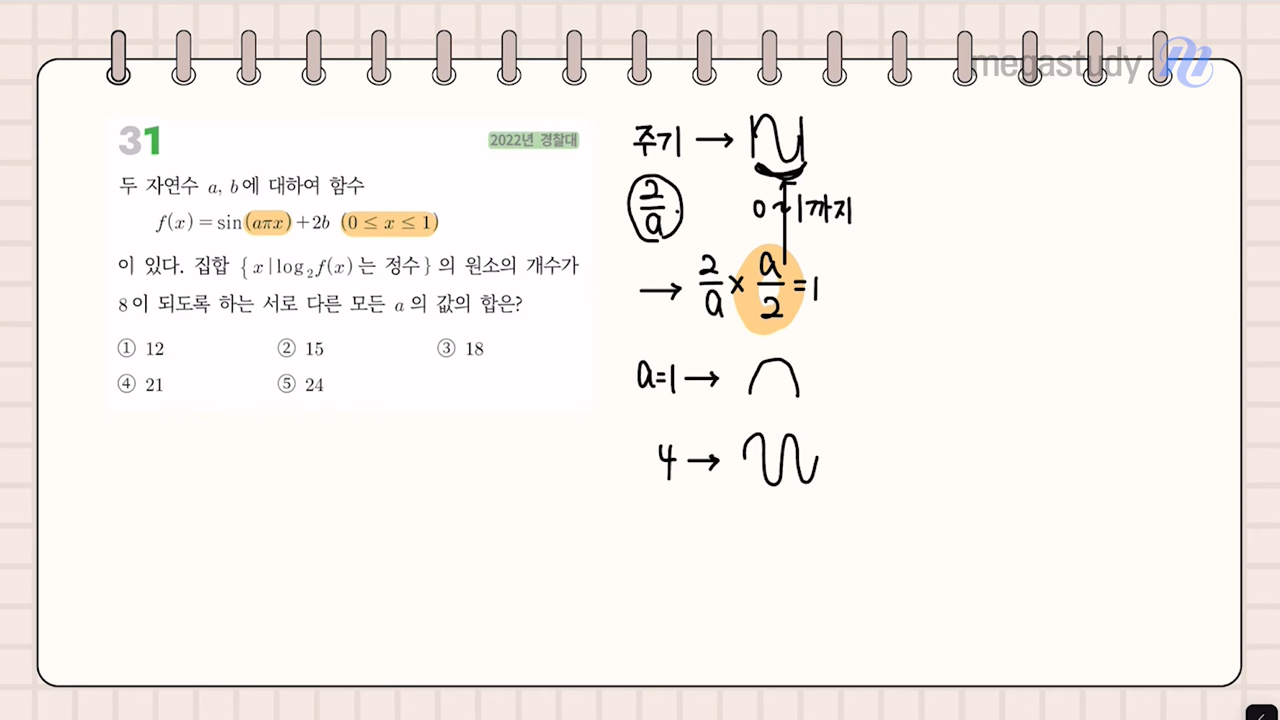 megastudy
31
2022년 경찰대
두 자연수 a, b에 대하여 함수
f(x)=sin(aπx)+2b (0≤x≤1)
이 있다. 집합 {x|log₂f(x)는 정수}의 원소의 개수가
8이 되도록 하는 서로 다른 모든 a의 값의 합은?
① 12 ② 15 ③ 18
④ 21 ⑤ 24
주기 →
2/a 0~1까지
→ 2/a × a/2 = 1
a=1 →
4 →